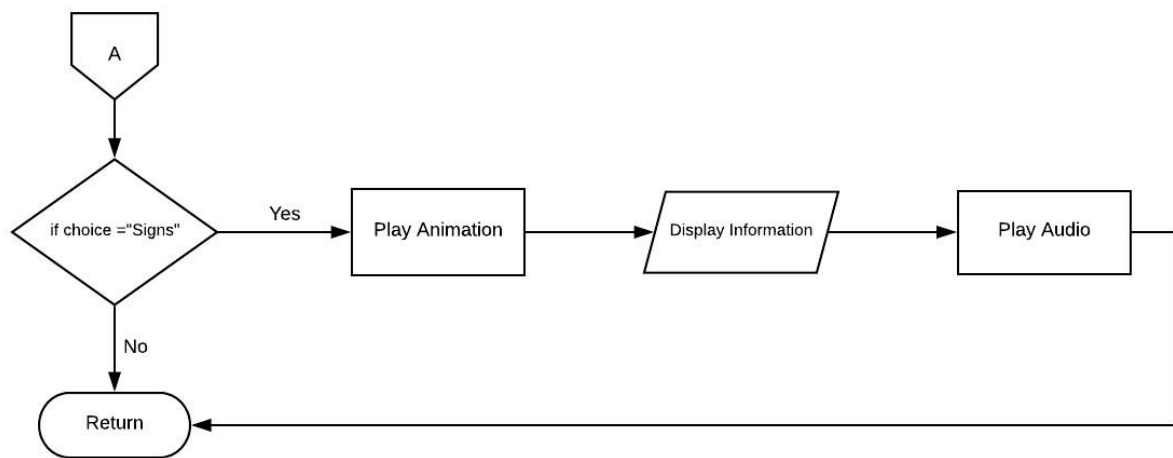 A
if choice ="Signs"
Yes
Play Animation
Display Information
Play Audio
No
Return